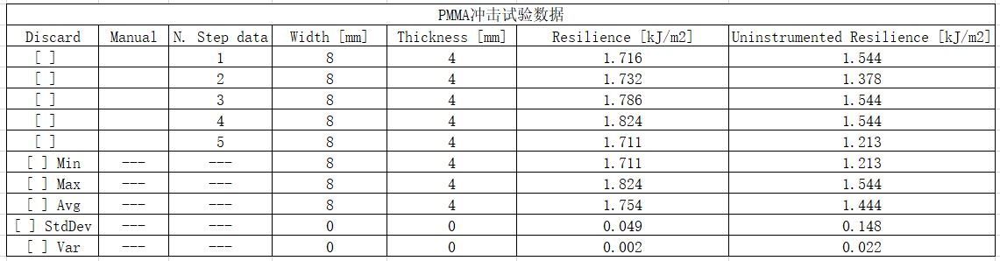 PMMA冲击试验数据
Discard Manual N. Step data Width [mm] Thickness [mm] Resilience [kJ/m2] Uninstrumented Resilience [kJ/m2]
[ ] 1 8 4 1.716 1.544
[ ] 2 8 4 1.732 1.378
[ ] 3 8 4 1.786 1.544
[ ] 4 8 4 1.824 1.544
[ ] 5 8 4 1.711 1.213
[ ] Min --- --- 8 4 1.711 1.213
[ ] Max --- --- 8 4 1.824 1.544
[ ] Avg --- --- 8 4 1.754 1.444
[ ] StdDev --- --- 0 0 0.049 0.148
[ ] Var --- --- 0 0 0.002 0.022